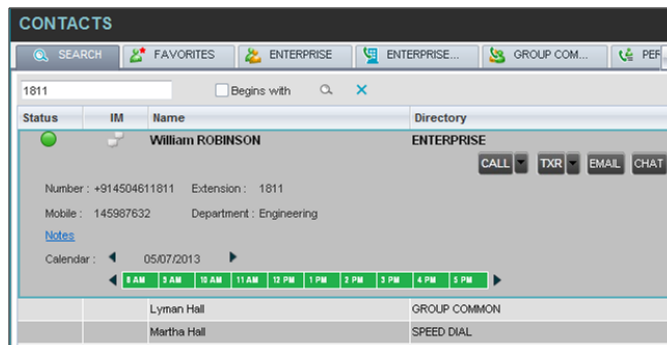 CONTACTS
SEARCH FAVORITES ENTERPRISE ENTERPRISE... GROUP COM... PEF
1811 Begins with
Status IM Name Directory
William ROBINSON ENTERPRISE
CALL TXR EMAIL CHAT
Number : +914504611811 Extension : 1811
Mobile : 145987632 Department : Engineering
Notes
Calendar : 05/07/2013
8 AM 9 AM 10 AM 11 AM 12 PM 1 PM 2 PM 3 PM 4 PM 5 PM
Lyman Hall GROUP COMMON
Martha Hall SPEED DIAL